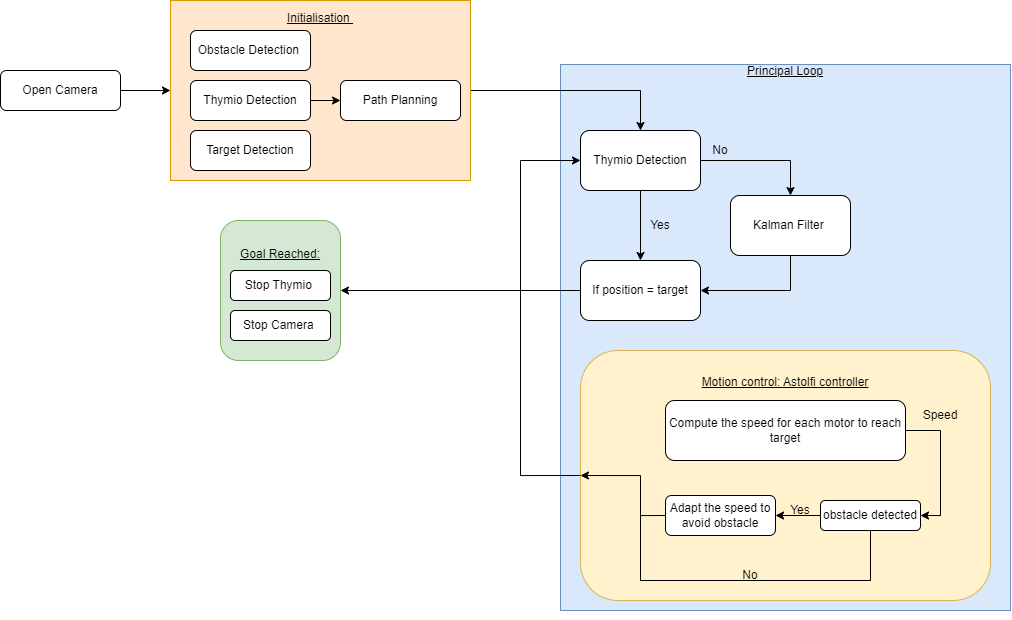 Initialisation
Obstacle Detection
Open Camera
Thymio Detection
Path Planning
Target Detection
Principal Loop
Thymio Detection
No
Kalman Filter
Yes
If position = target
Goal Reached:
Stop Thymio
Stop Camera
Motion control: Astolfi controller
Compute the speed for each motor to reach
target
Speed
Adapt the speed to
avoid obstacle
Yes
obstacle detected
No